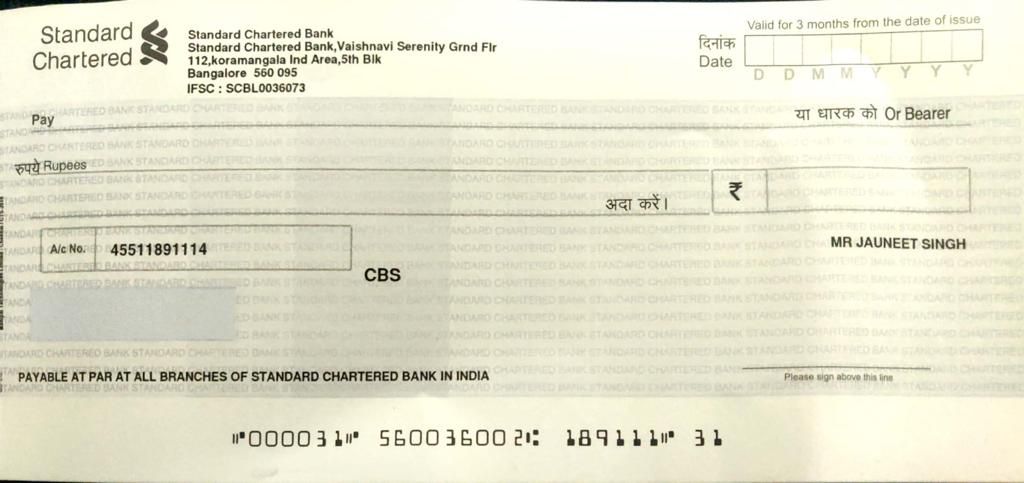 Standard Chartered
Standard Chartered Bank
Standard Chartered Bank,Vaishnavi Serenity Grnd Flr
112,koramangala Ind Area,5th Blk
Bangalore 560 095
IFSC : SCBL0036073
Valid for 3 months from the date of issue
दिनांक
Date
D D M M Y Y Y Y
Pay
या धारक को Or Bearer
रुपये Rupees
अदा करें।
₹
A/c No. 45511891114
MR JAUNEET SINGH
CBS
PAYABLE AT PAR AT ALL BRANCHES OF STANDARD CHARTERED BANK IN INDIA
Please sign above this line
⑈000031⑈ 560036002⑆ 189111⑈ 31